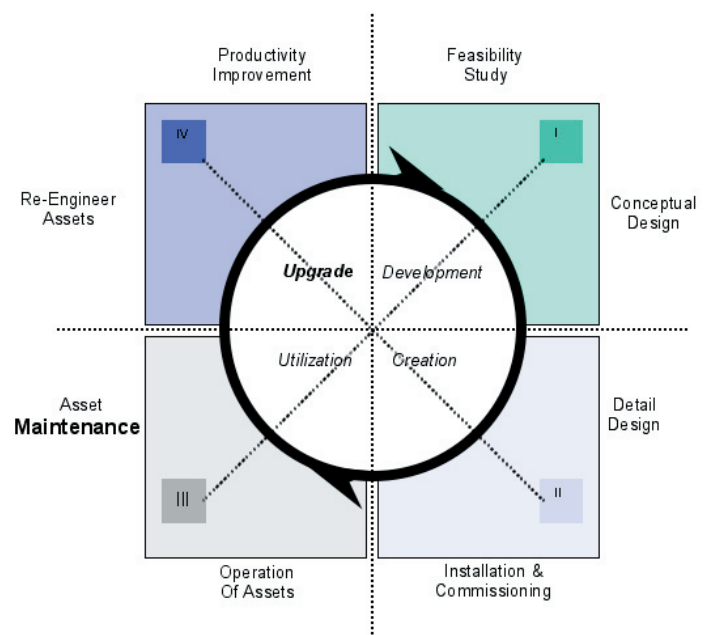 Productivity
Improvement
Feasibility
Study
IV
I
Re-Engineer
Assets
Conceptual
Design
Upgrade
Development
Utilization
Creation
Asset
Maintenance
Detail
Design
III
II
Operation
Of Assets
Installation &
Commissioning